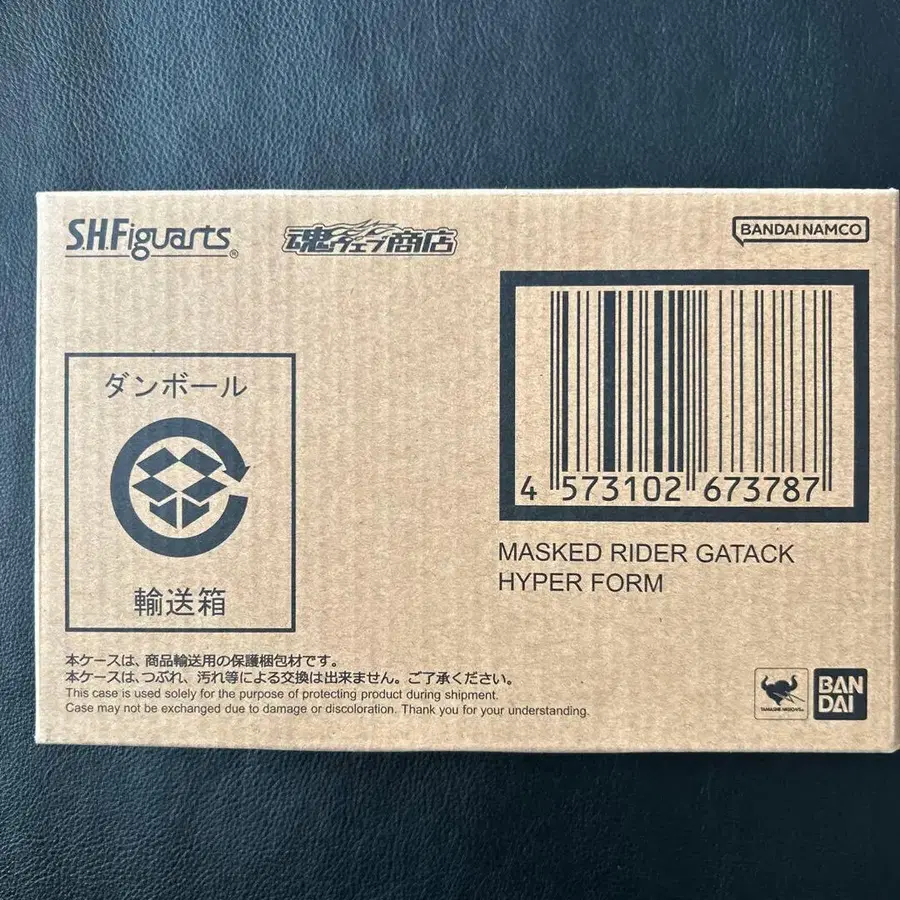 S.H.Figuarts®
魂ウェブ商店
BANDAI NAMCO
ダンボール
輸送箱
4 573102 673787
MASKED RIDER GATACK
HYPER FORM
本ケースは、商品輸送用の保護梱包材です。
本ケースは、つぶれ、汚れ等による交換は出来ません。ご了承ください。
This case is used solely for the purpose of protecting product during shipment.
Case may not be exchanged due to damage or discoloration. Thank you for your understanding.
TAMASHII NATIONS
BAN
DAI